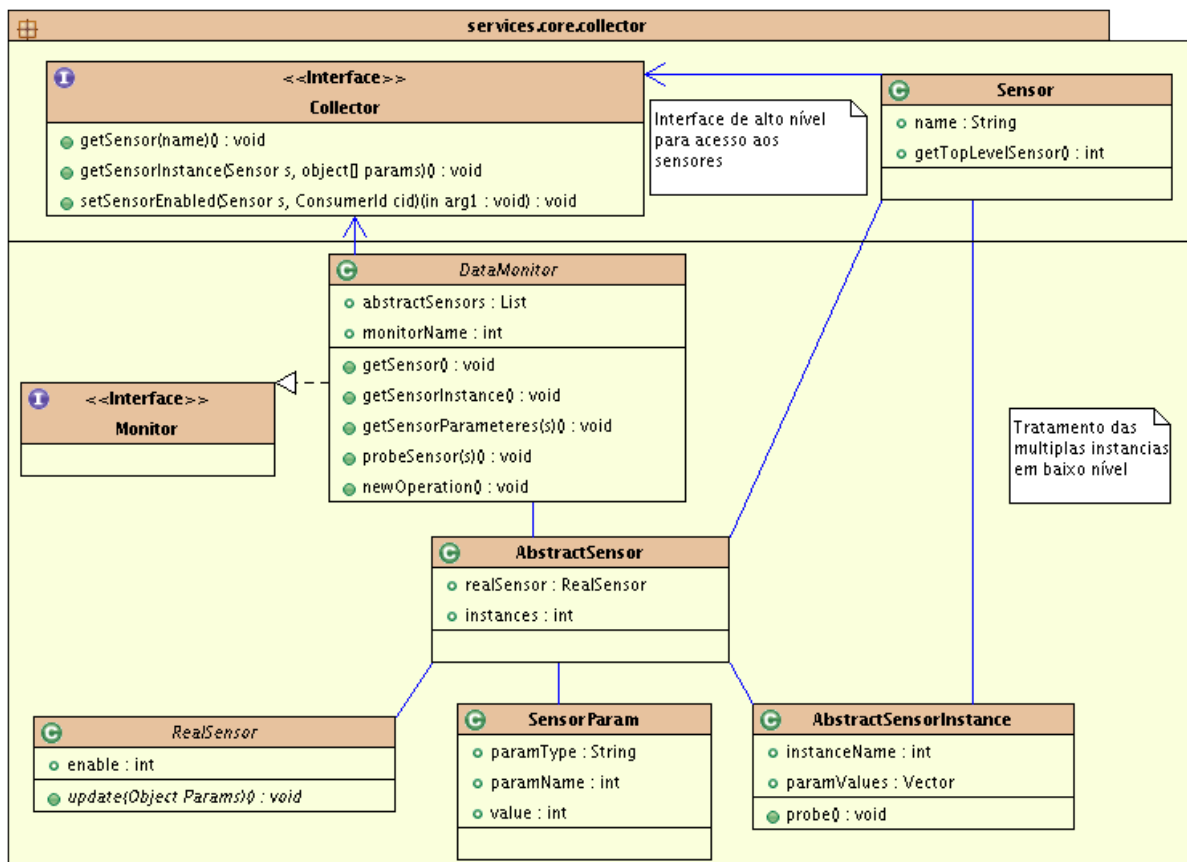 services.core.collector
I
<<Interface>>
Collector
getSensor(name)() : void
getSensorInstance(Sensor s, object[] params)() : void
setSensorEnabled(Sensor s, ConsumerId cid)(in arg1 : void) : void
Interface de alto nível
para acesso aos
sensores
C
Sensor
name : String
getTopLevelSensor() : int
C
DataMonitor
abstractSensors : List
monitorName : int
getSensor() : void
getSensorInstance() : void
getSensorParameteres(s)() : void
probeSensor(s)() : void
newOperation() : void
I
<<Interface>>
Monitor
Tratamento das
multiplas instancias
em baixo nível
C
AbstractSensor
realSensor : RealSensor
instances : int
C
RealSensor
enable : int
update(Object Params)() : void
C
SensorParam
paramType : String
paramName : int
value : int
C
AbstractSensorInstance
instanceName : int
paramValues : Vector
probe() : void